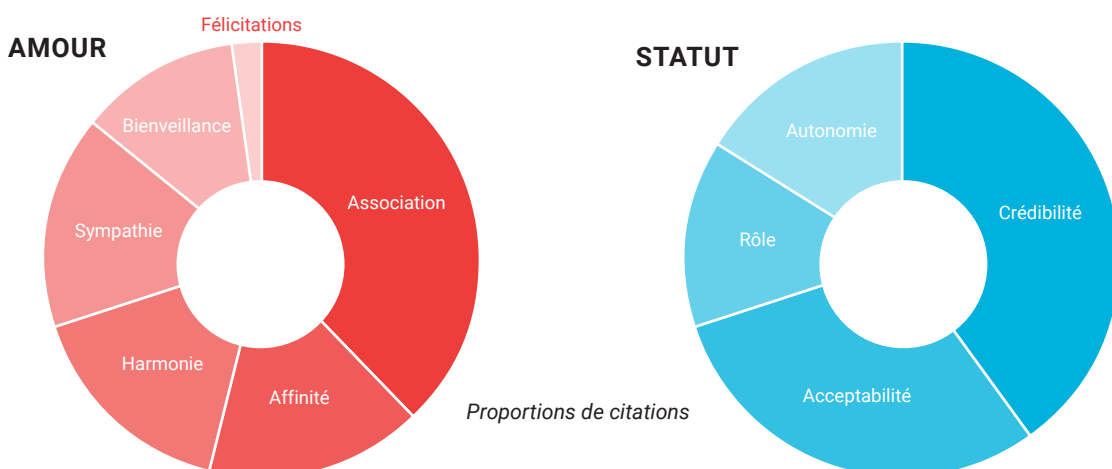 AMOUR
Félicitations
Bienveillance
Association
Sympathie
Harmonie
Affinité
Proportions de citations
STATUT
Autonomie
Crédibilité
Rôle
Acceptabilité